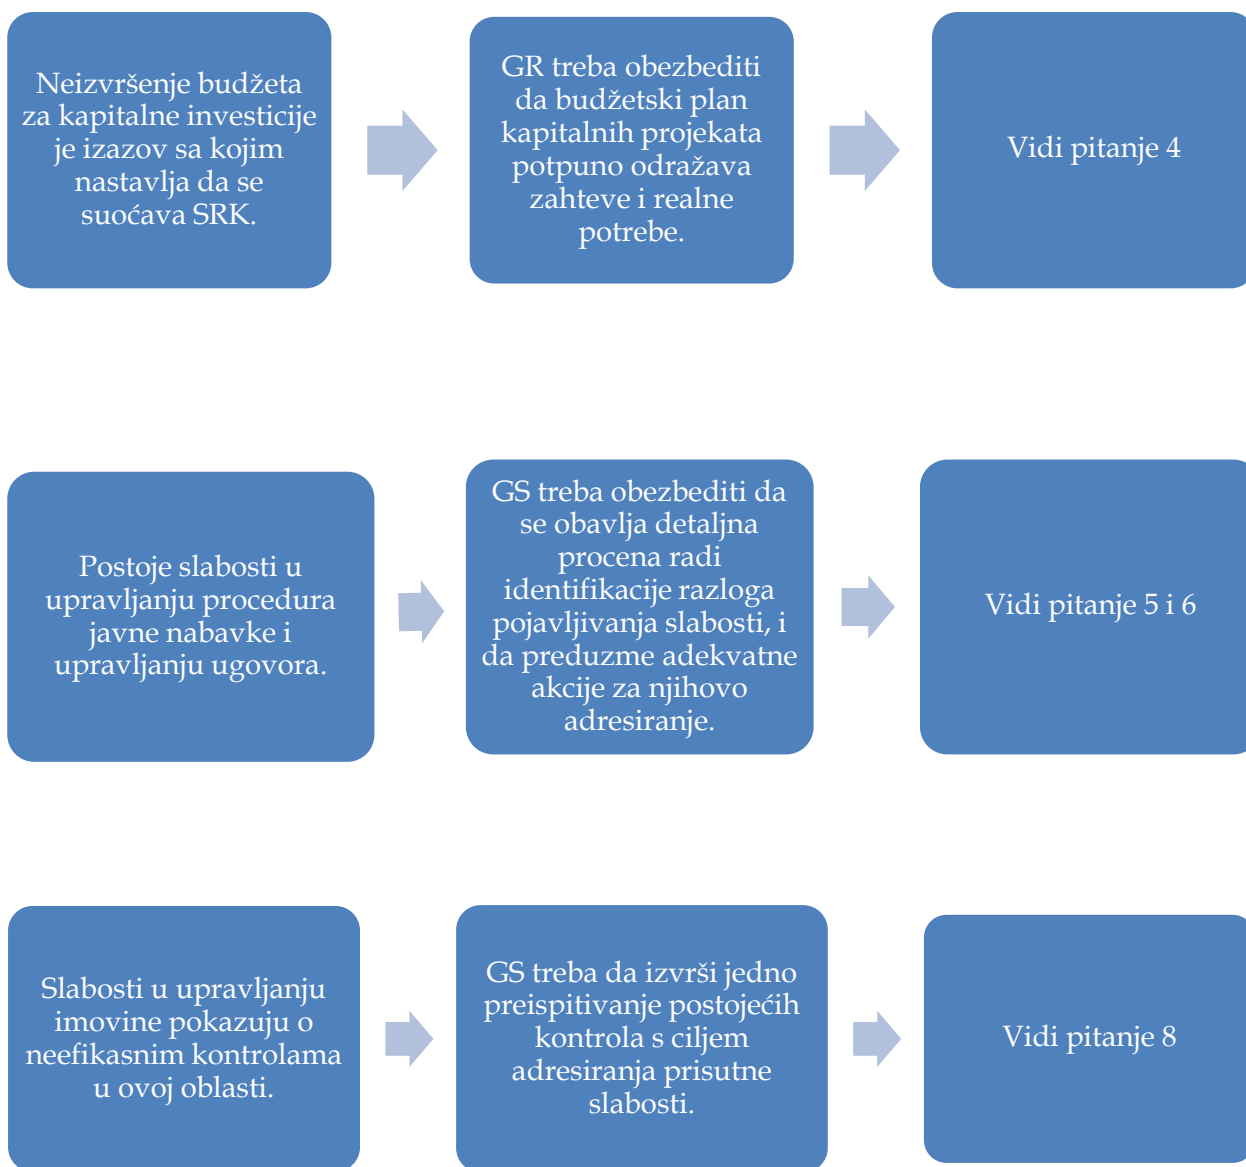 Neizvršenje budžeta
za kapitalne investicije
je izazov sa kojim
nastavlja da se
suoćava SRK.
GR treba obezbediti
da budžetski plan
kapitalnih projekata
potpuno odražava
zahteve i realne
potrebe.
Vidi pitanje 4
Postoje slabosti u
upravljanju procedura
javne nabavke i
upravljanju ugovora.
GS treba obezbediti da
se obavlja detaljna
procena radi
identifikacije razloga
pojavljivanja slabosti, i
da preduzme adekvatne
akcije za njihovo
adresiranje.
Vidi pitanje 5 i 6
Slabosti u upravljanju
imovine pokazuju o
neefikasnim kontrolama
u ovoj oblasti.
GS treba da izvrši jedno
preispitivanje postojećih
kontrola s ciljem
adresiranja prisutne
slabosti.
Vidi pitanje 8